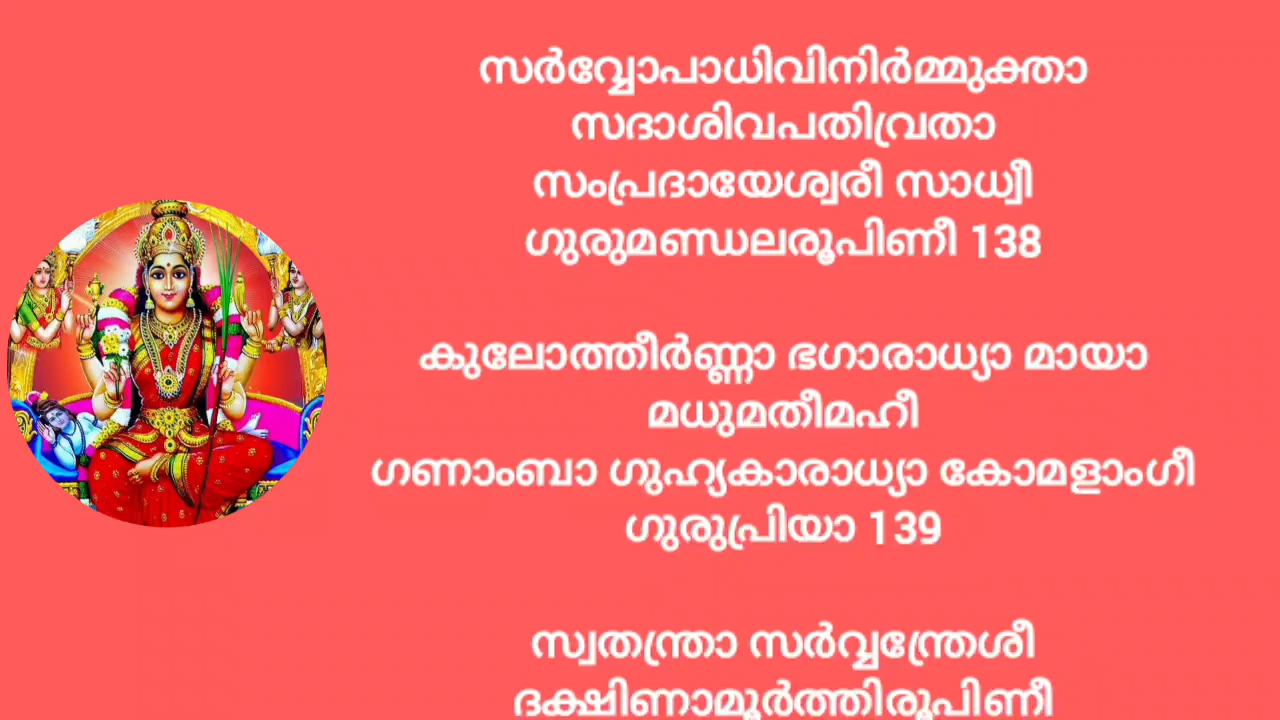 സർവ്വോപാധിവിനിർമ്മുക്താ
സദാശിവപതിവ്രതാ
സംപ്രദായേശ്വരീ സാധ്വീ
ഗുരുമണ്ഡലരൂപിണീ 138
കുലോത്തീർണ്ണാ ഭഗാരാധ്യാ മായാ
മധുമതീമഹീ
ഗണാംബാ ഗുഹ്യകാരാധ്യാ കോമളാംഗീ
ഗുരുപ്രിയാ 139
സ്വതന്ത്രാ സർവ്വന്ത്രേശീ
ദക്ഷിണാമൂർത്തിരൂപിണീ